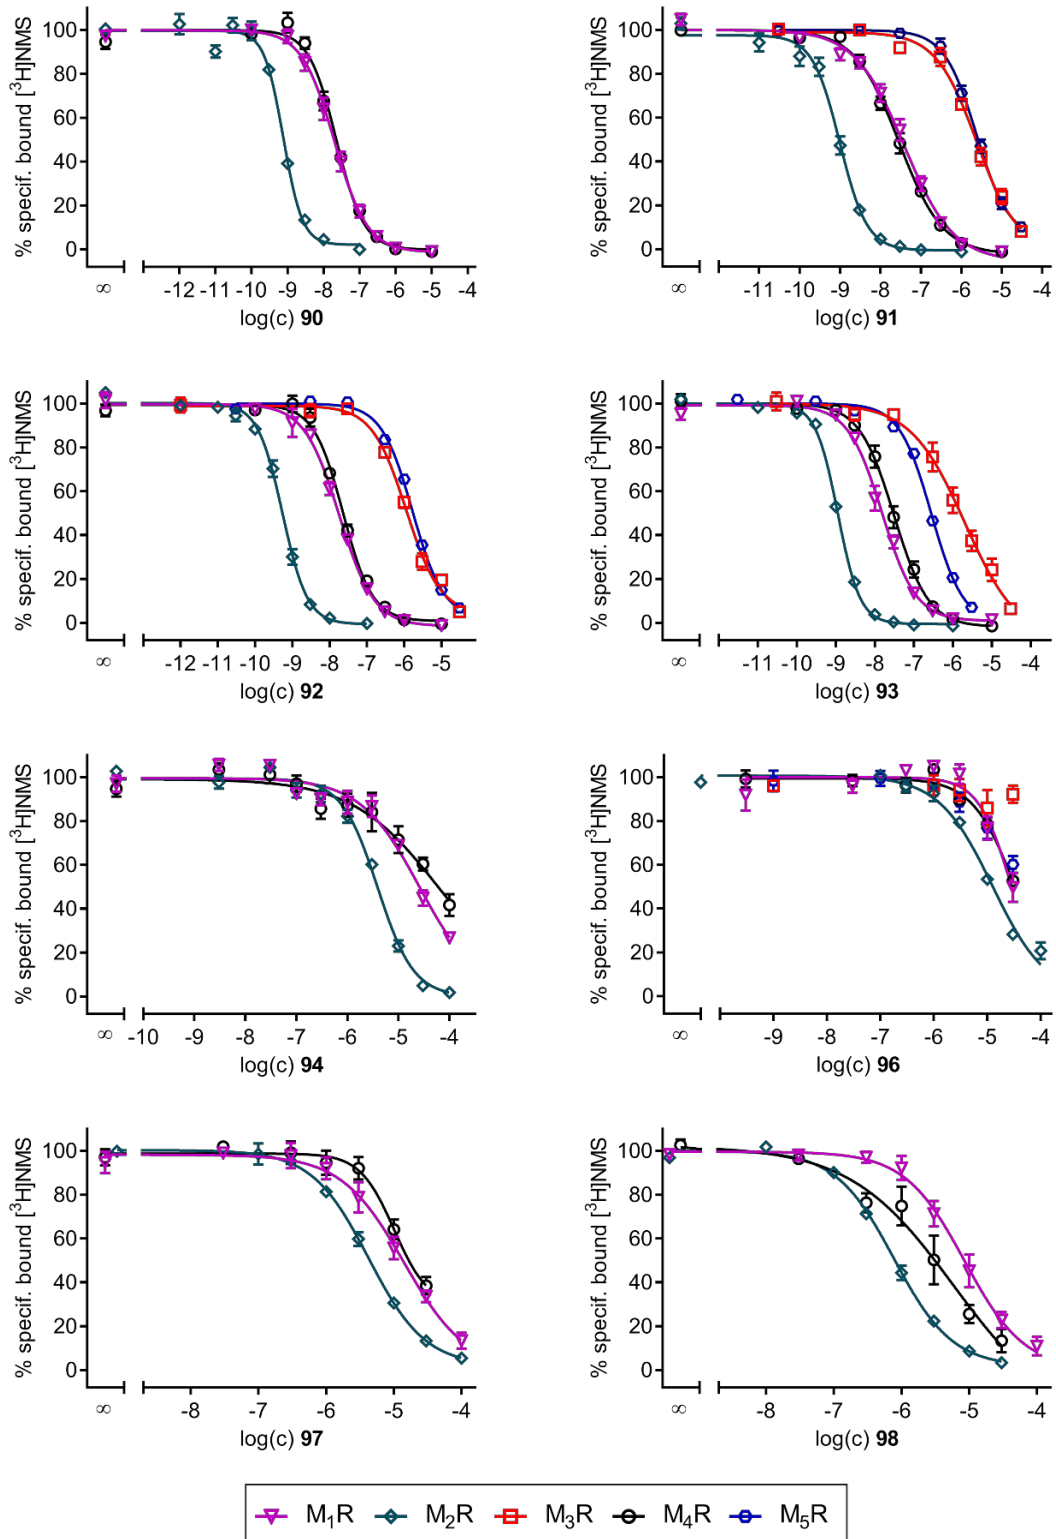 % specif. bound [³H]NMS
100
80
60
40
20
0
∞ -12 -11 -10 -9 -8 -7 -6 -5 -4
log(c) 90
% specif. bound [³H]NMS
100
80
60
40
20
0
∞ -11 -10 -9 -8 -7 -6 -5 -4
log(c) 91
% specif. bound [³H]NMS
100
80
60
40
20
0
∞ -12 -11 -10 -9 -8 -7 -6 -5 -4
log(c) 92
% specif. bound [³H]NMS
100
80
60
40
20
0
∞ -11 -10 -9 -8 -7 -6 -5 -4
log(c) 93
% specif. bound [³H]NMS
100
80
60
40
20
0
∞ -10 -9 -8 -7 -6 -5 -4
log(c) 94
% specif. bound [³H]NMS
100
80
60
40
20
0
∞ -9 -8 -7 -6 -5 -4
log(c) 96
% specif. bound [³H]NMS
100
80
60
40
20
0
∞ -8 -7 -6 -5 -4
log(c) 97
% specif. bound [³H]NMS
100
80
60
40
20
0
∞ -8 -7 -6 -5 -4
log(c) 98
M₁R M₂R M₃R M₄R M₅R